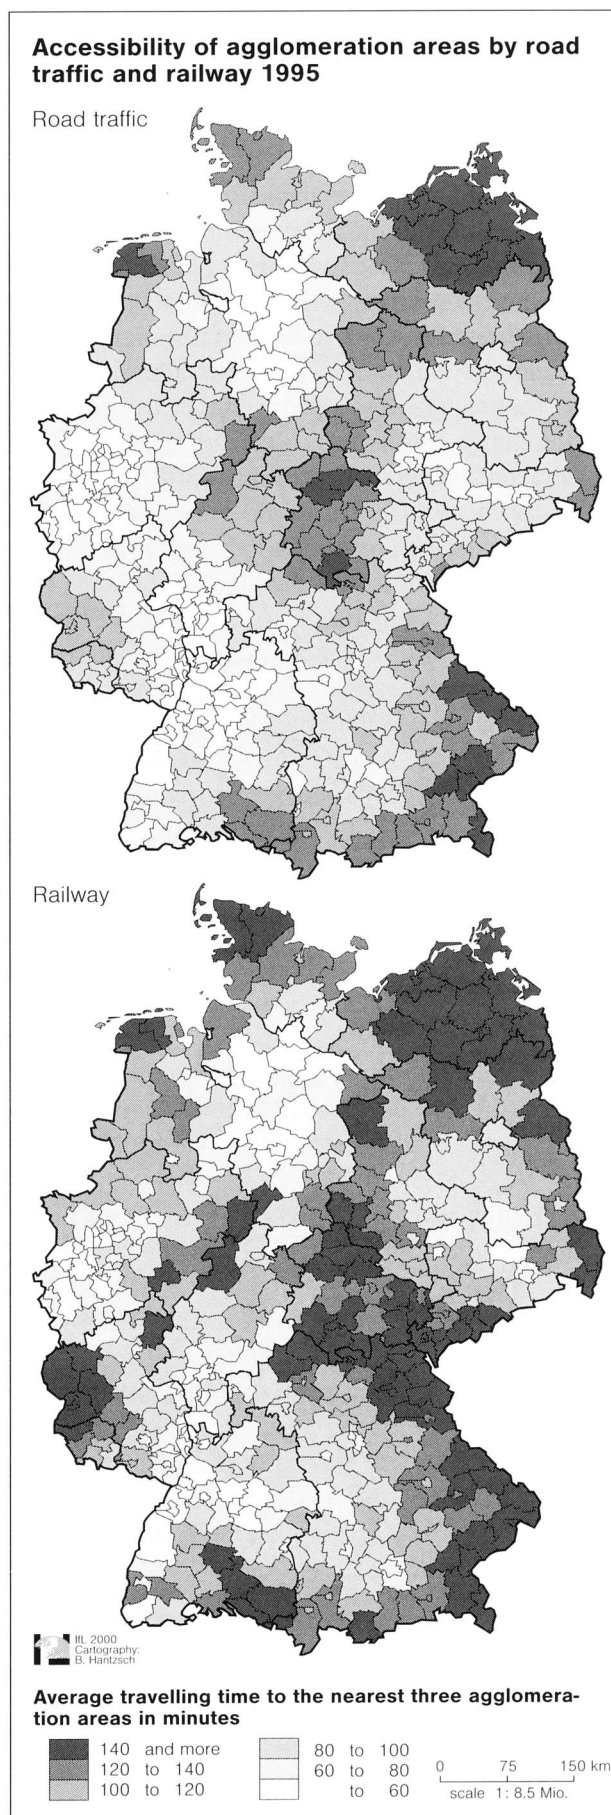 Accessibility of agglomeration areas by road
traffic and railway 1995
Road traffic
Railway
IfL 2000
Cartography:
B. Hantzsch
Average travelling time to the nearest three agglomera-
tion areas in minutes
140 and more
120 to 140
100 to 120
80 to 100
60 to 80
to 60
0 75 150 km
scale 1: 8.5 Mio.